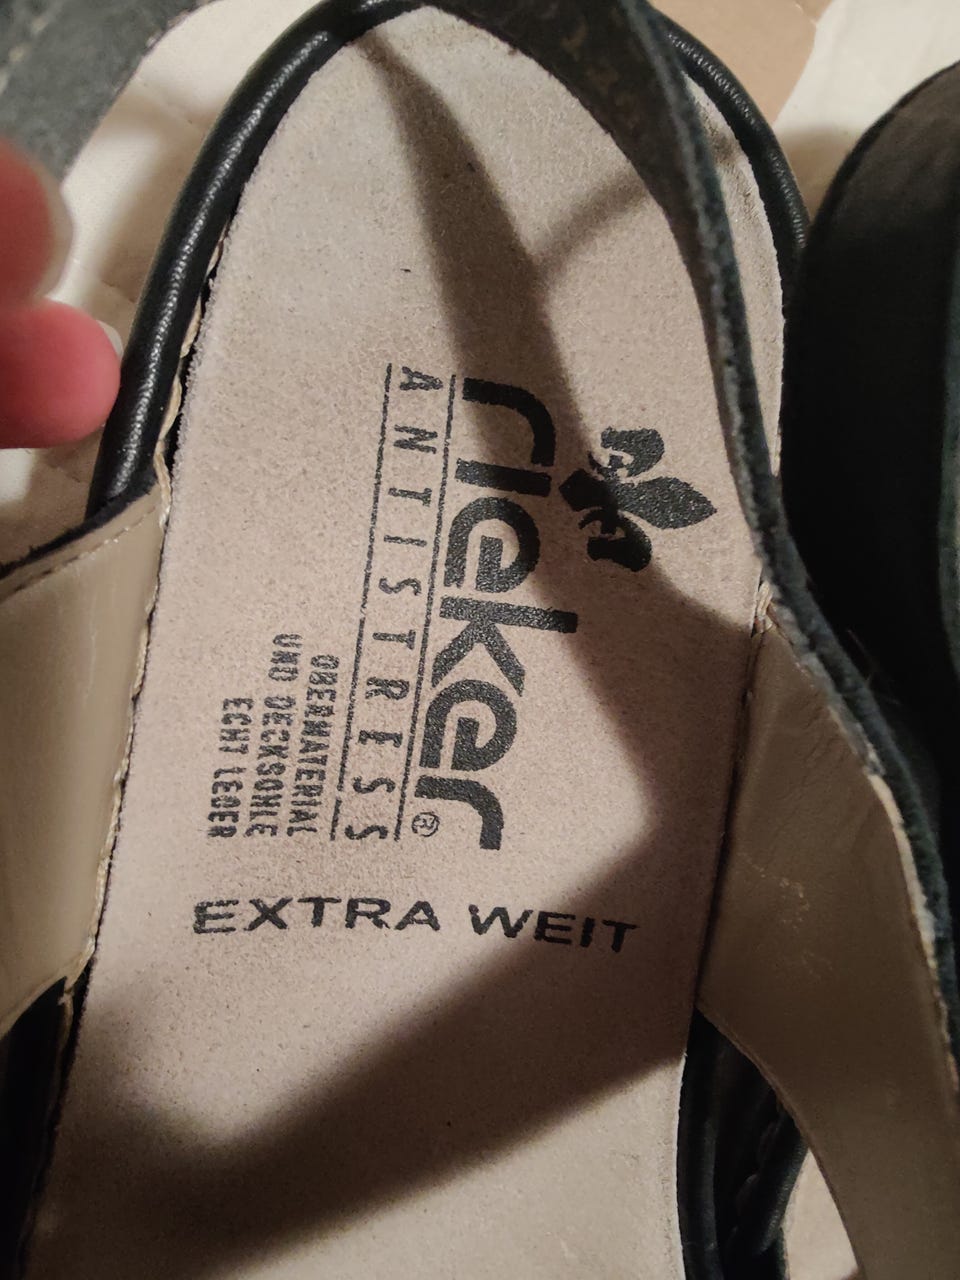 rieker®
ANTISTRESS
OBERMATERIAL
UND DECKSOHLE
ECHT LEDER
EXTRA WEIT